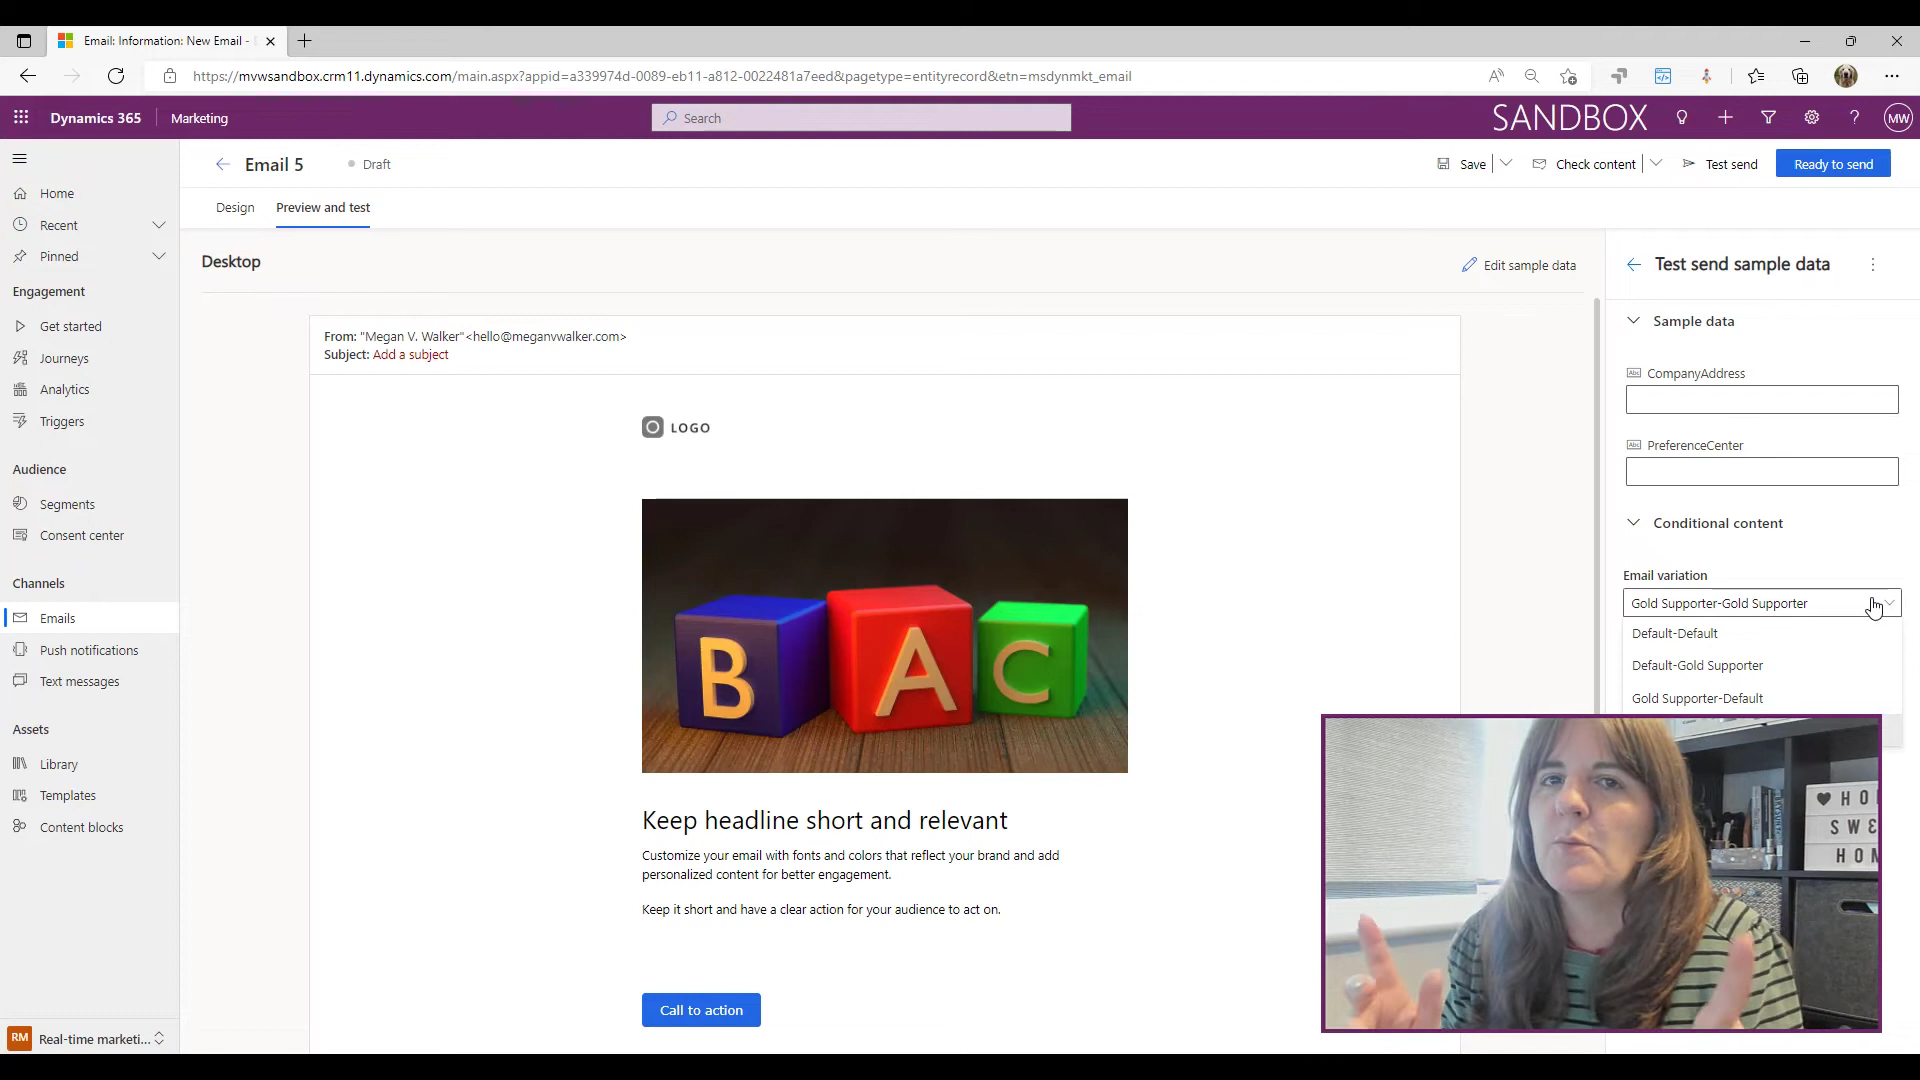 Email: Information: New Email -
https://mvwsandbox.crm11.dynamics.com/main.aspx?appid=a339974d-0089-eb11-a812-0022481a7eed&pagetype=entityrecord&etn=msdynmkt_email
Dynamics 365
Marketing
Search
SANDBOX
MW
Email 5
Draft
Save
Check content
Test send
Ready to send
Design
Preview and test
Home
Recent
Pinned
Engagement
Get started
Journeys
Analytics
Triggers
Audience
Segments
Consent center
Channels
Emails
Push notifications
Text messages
Assets
Library
Templates
Content blocks
RM
Real-time marketi...
Desktop
Edit sample data
From: "Megan V. Walker"<hello@meganvwalker.com>
Subject: Add a subject
LOGO
B A C
Keep headline short and relevant
Customize your email with fonts and colors that reflect your brand and add
personalized content for better engagement.
Keep it short and have a clear action for your audience to act on.
Call to action
Test send sample data
Sample data
Abc CompanyAddress
Abc PreferenceCenter
Conditional content
Email variation
Gold Supporter-Gold Supporter
Default-Default
Default-Gold Supporter
Gold Supporter-Default
HO
SWE
HOM